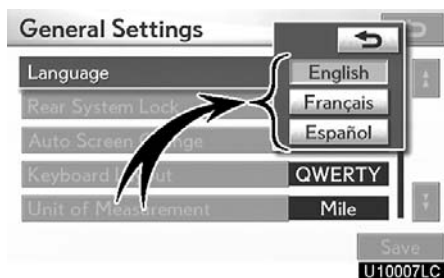 General Settings
Language
English
Rear System Lock
Français
Auto Screen Change
Español
Keyboard Layout
QWERTY
Unit of Measurement
Mile
Save
U10007LC